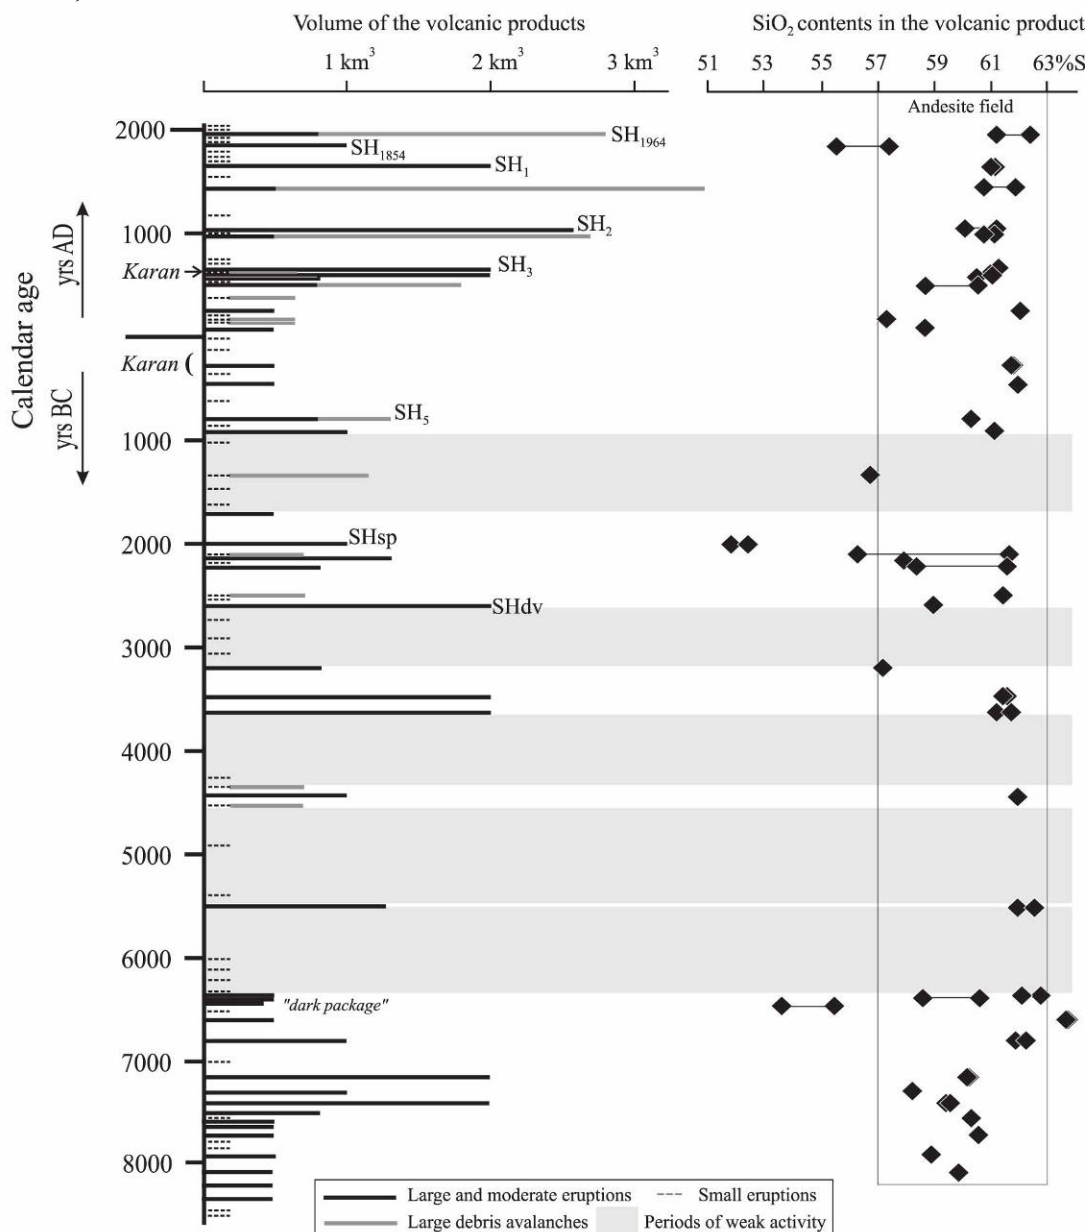 Volume of the volcanic products
SiO2 contents in the volcanic product
1 km3 2 km3 3 km3
51 53 55 57 59 61 63%S
Andesite field
2000
SH1964
SH1854
SH1
SH2
1000
SH3
Karan
Calendar age
yrs AD
Karan (
yrs BC
SH5
1000
SHsp
2000
SHdv
3000
4000
5000
6000
"dark package"
7000
8000
Large and moderate eruptions
Small eruptions
Large debris avalanches
Periods of weak activity